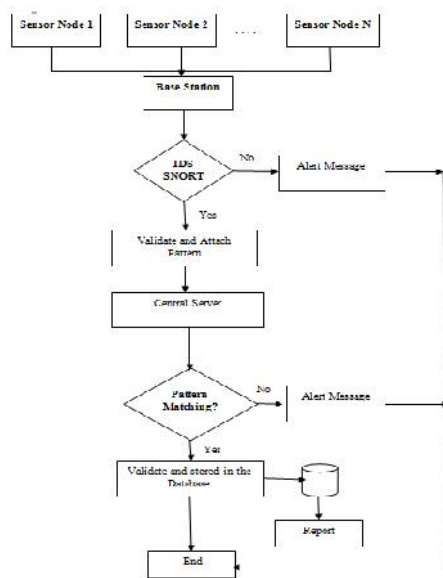 Sensor Node 1
Sensor Node 2
.....
Sensor Node N
Base Station
IDS
SNORT
No
Alert Message
Yes
Validate and Attach
Pattern
Central Server
Pattern
Matching?
No
Alert Message
Yes
Validate and stored in the
Database
Report
End